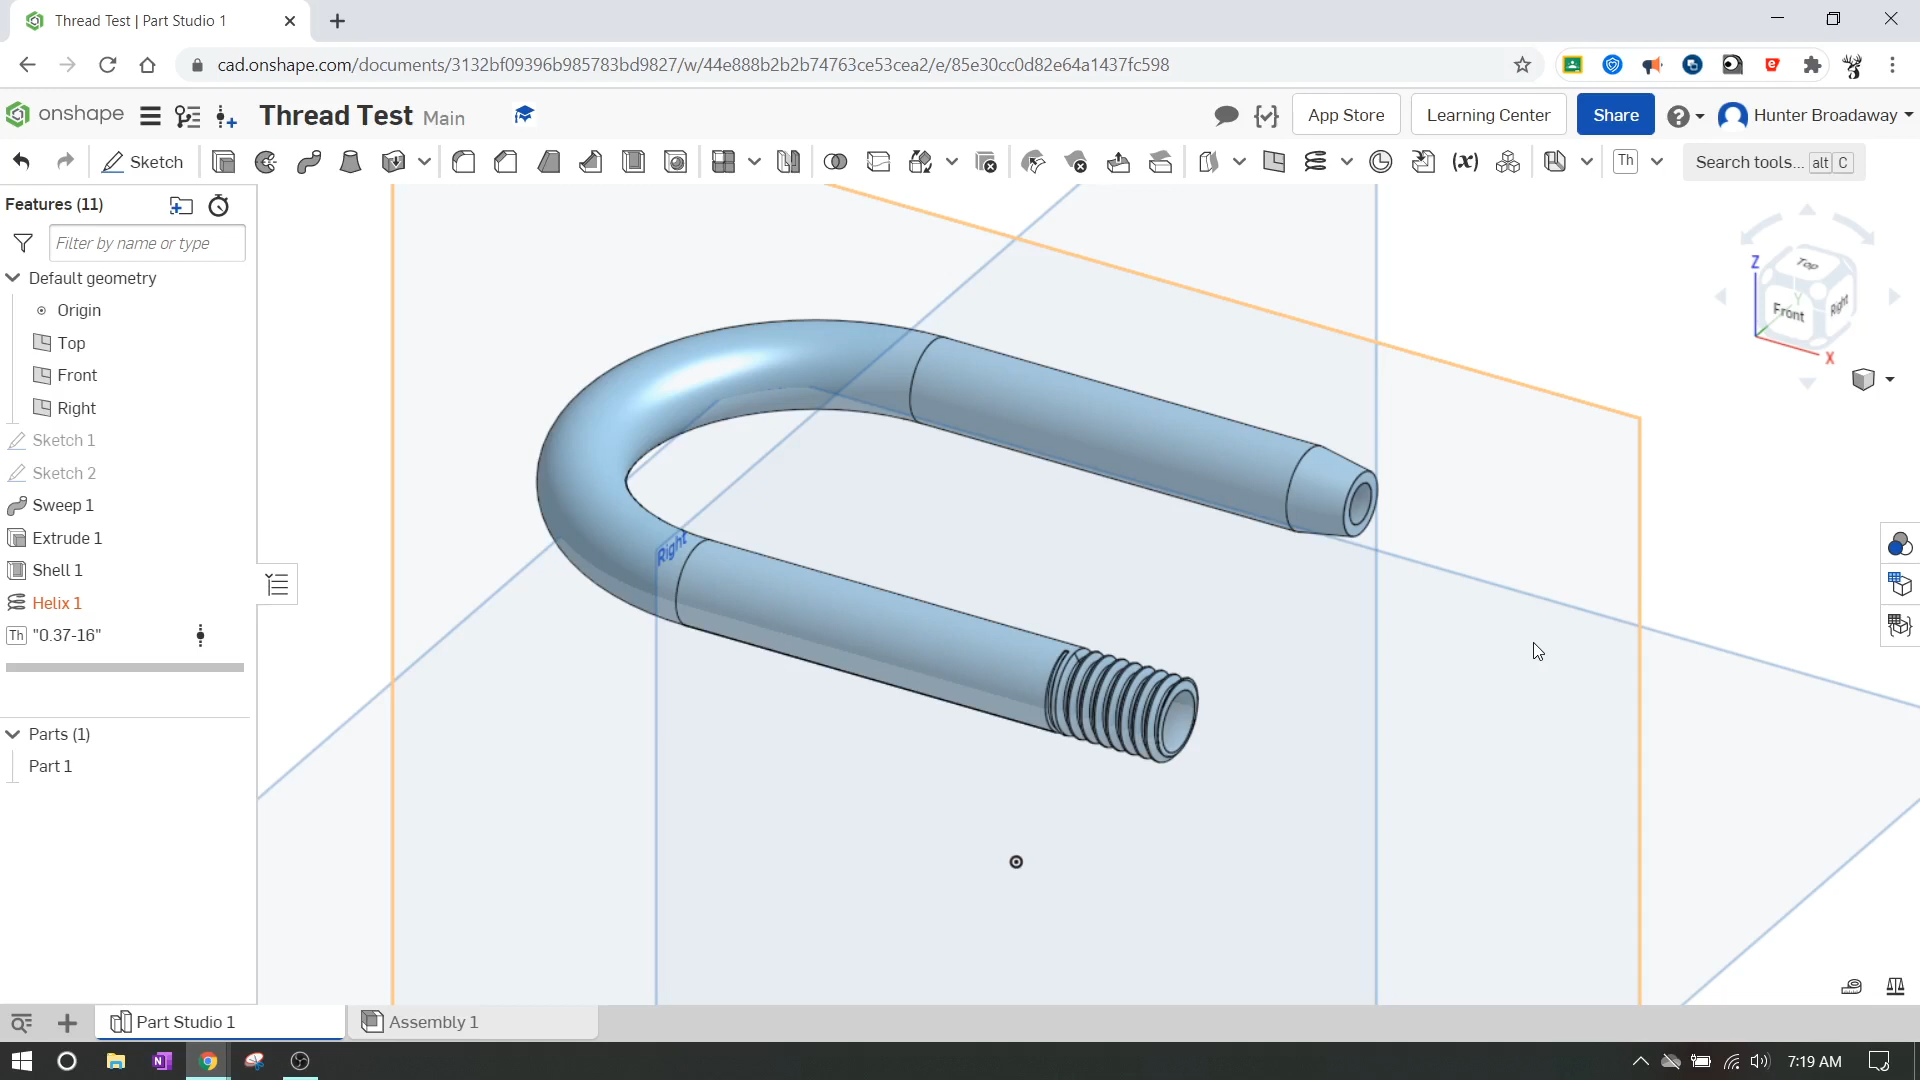 Thread Test | Part Studio 1
cad.onshape.com/documents/3132bf09396b985783bd9827/w/44e888b2b2b74763ce53cea2/e/85e30cc0d82e64a1437fc598
onshape
Thread Test Main
App Store
Learning Center
Share
Hunter Broadaway
Sketch
(x)
Th
Search tools... alt C
Features (11)
Filter by name or type
Default geometry
Origin
Top
Front
Right
Sketch 1
Sketch 2
Sweep 1
Extrude 1
Shell 1
Helix 1
Th "0.37-16"
Parts (1)
Part 1
Right
Z
Top
Y
Front
Right
X
Part Studio 1
Assembly 1
7:19 AM